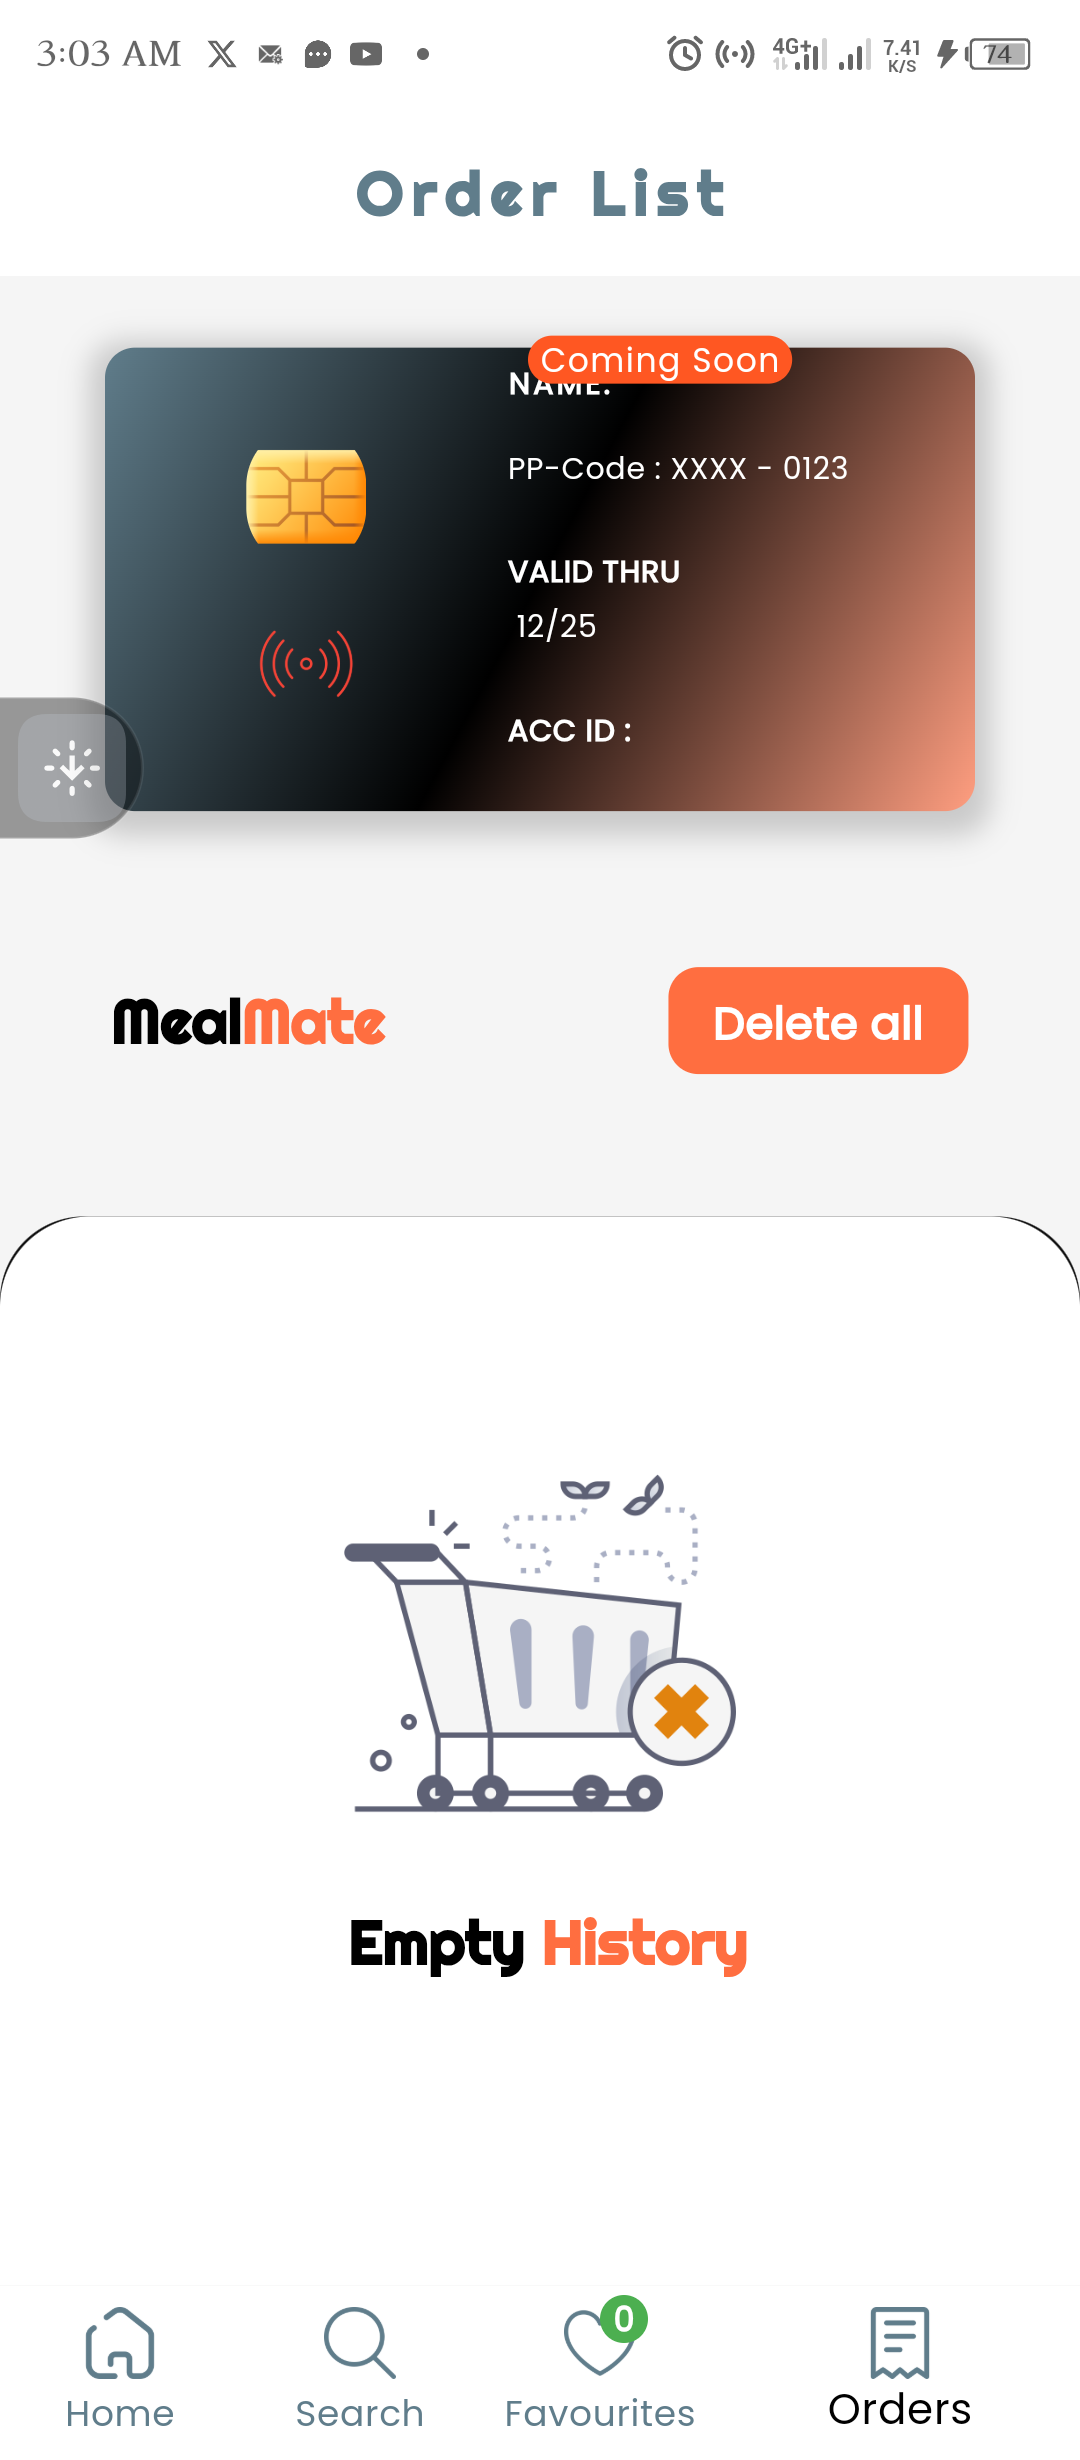 3:03 AM
4G+
7.41
K/S
74
Order List
Coming Soon
NAME:
PP-Code : XXXX - 0123
VALID THRU
12/25
ACC ID :
MealMate
Delete all
Empty History
0
Home
Search
Favourites
Orders